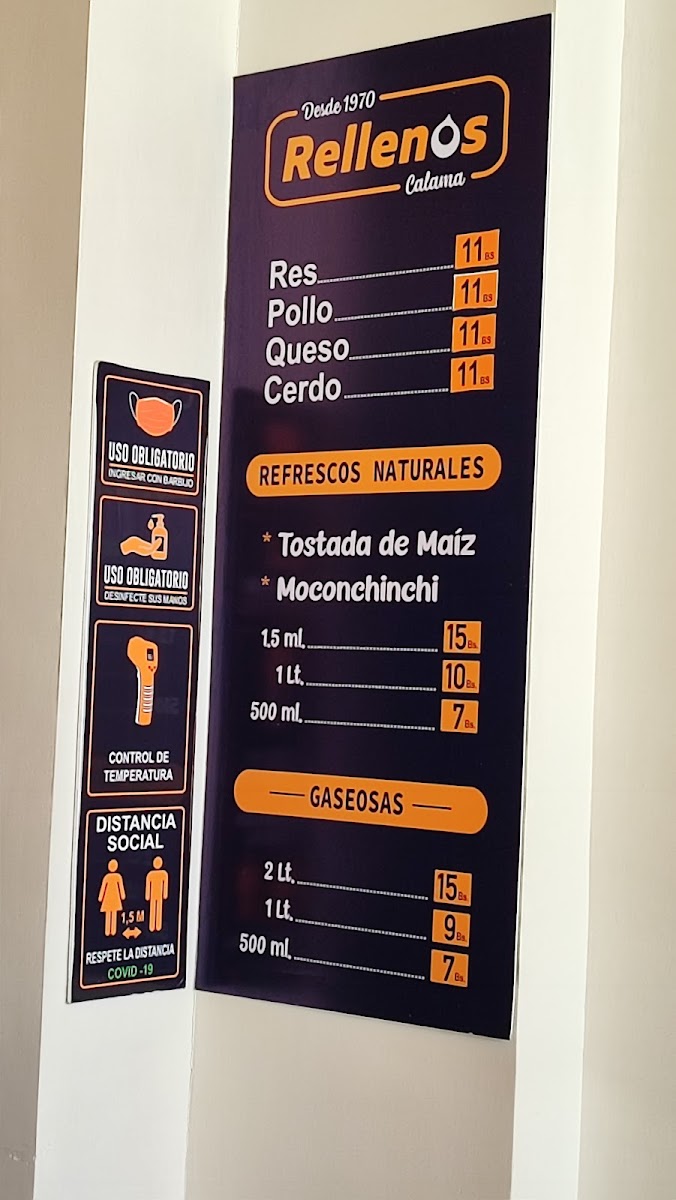 Desde 1970
Rellenos
Calama
Res 11 BS
Pollo 11 BS
Queso 11 BS
Cerdo 11 BS
REFRESCOS NATURALES
* Tostada de Maíz
* Moconchinchi
1.5 ml. 15 Bs.
1 Lt. 10 Bs.
500 ml. 7 Bs.
GASEOSAS
2 Lt. 15 Bs.
1 Lt. 9 Bs.
500 ml. 7 Bs.
USO OBLIGATORIO
INGRESAR CON BARBIJO
USO OBLIGATORIO
DESINFECTE SUS MANOS
CONTROL DE
TEMPERATURA
DISTANCIA
SOCIAL
1,5 M
RESPETE LA DISTANCIA
COVID -19